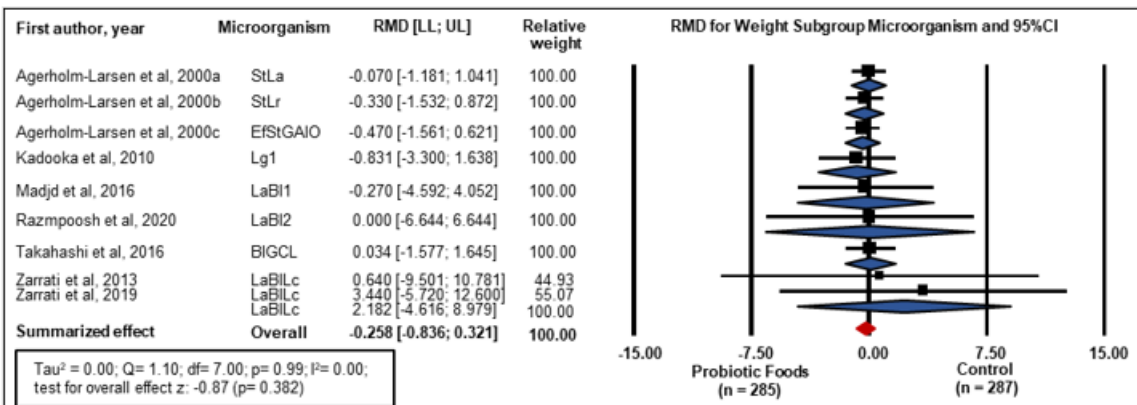 First author, year Microorganism RMD [LL; UL] Relative weight RMD for Weight Subgroup Microorganism and 95%CI
Agerholm-Larsen et al, 2000a StLa -0.070 [-1.181; 1.041] 100.00
Agerholm-Larsen et al, 2000b StLr -0.330 [-1.532; 0.872] 100.00
Agerholm-Larsen et al, 2000c EfStGAIO -0.470 [-1.561; 0.621] 100.00
Kadooka et al, 2010 Lg1 -0.831 [-3.300; 1.638] 100.00
Madjd et al, 2016 LaBl1 -0.270 [-4.592; 4.052] 100.00
Razmpoosh et al, 2020 LaBl2 0.000 [-6.644; 6.644] 100.00
Takahashi et al, 2016 BIGCL 0.034 [-1.577; 1.645] 100.00
Zarrati et al, 2013 LaBlLc 0.640 [-9.501; 10.781] 44.93
Zarrati et al, 2019 LaBlLc 3.440 [-5.720; 12.600] 55.07
LaBlLc 2.182 [-4.616; 8.979] 100.00
Summarized effect Overall -0.258 [-0.836; 0.321] 100.00
-15.00 -7.50 0.00 7.50 15.00
Probiotic Foods Control
(n = 285) (n = 287)
Tau² = 0.00; Q= 1.10; df= 7.00; p= 0.99; I²= 0.00;
test for overall effect z: -0.87 (p= 0.382)